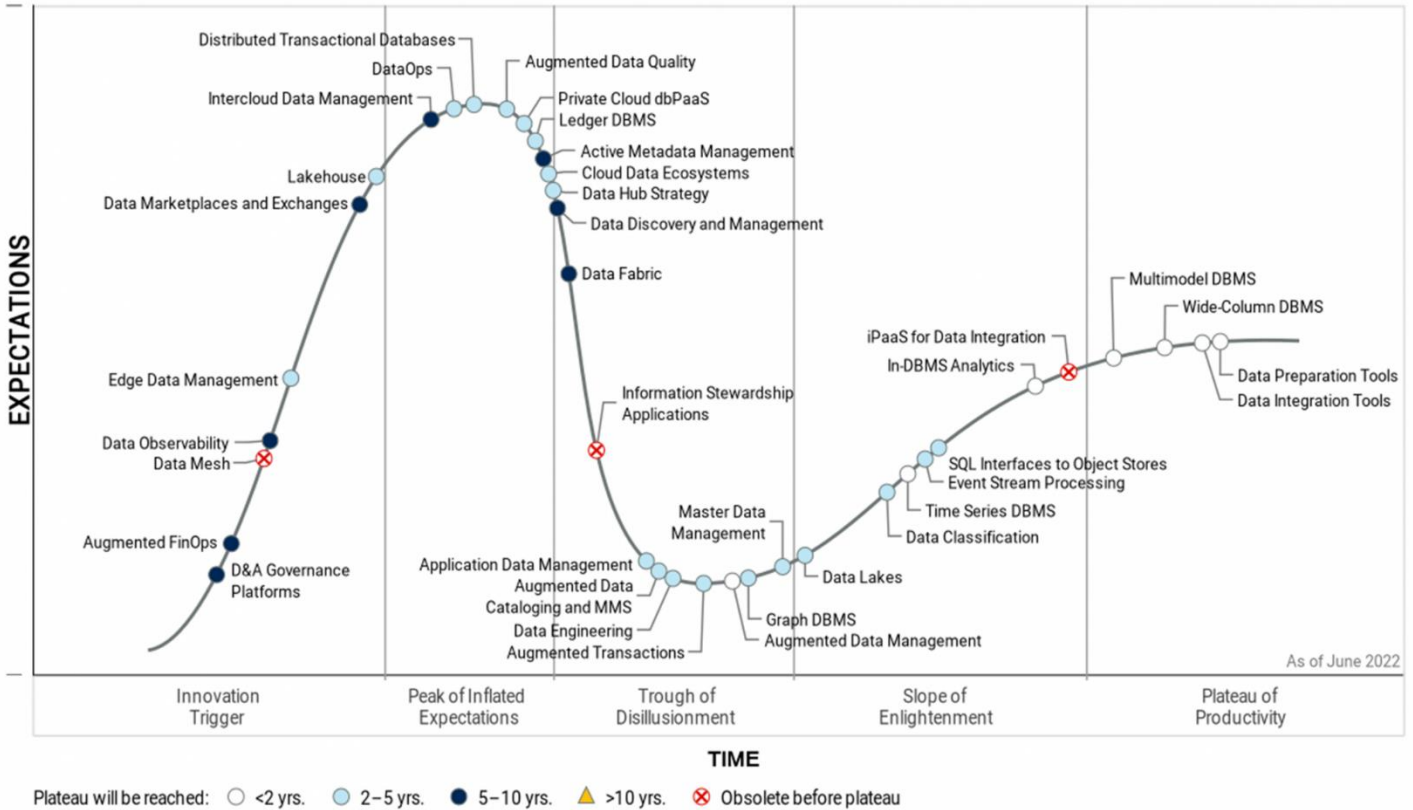 Distributed Transactional Databases
DataOps
Augmented Data Quality
Intercloud Data Management
Private Cloud dbPaaS
Ledger DBMS
Active Metadata Management
Lakehouse
Cloud Data Ecosystems
Data Hub Strategy
Data Marketplaces and Exchanges
Data Discovery and Management
Data Fabric
Multimodel DBMS
Wide-Column DBMS
iPaaS for Data Integration
In-DBMS Analytics
Edge Data Management
Data Preparation Tools
Information Stewardship
Applications
Data Integration Tools
Data Observability
Data Mesh
SQL Interfaces to Object Stores
Event Stream Processing
Master Data
Management
Time Series DBMS
Data Classification
Augmented FinOps
D&A Governance
Platforms
Application Data Management
Augmented Data
Cataloging and MMS
Data Lakes
Graph DBMS
Data Engineering
Augmented Data Management
Augmented Transactions
As of June 2022
EXPECTATIONS
Innovation
Trigger
Peak of Inflated
Expectations
Trough of
Disillusionment
Slope of
Enlightenment
Plateau of
Productivity
TIME
Plateau will be reached: <2 yrs. 2–5 yrs. 5–10 yrs. >10 yrs. Obsolete before plateau